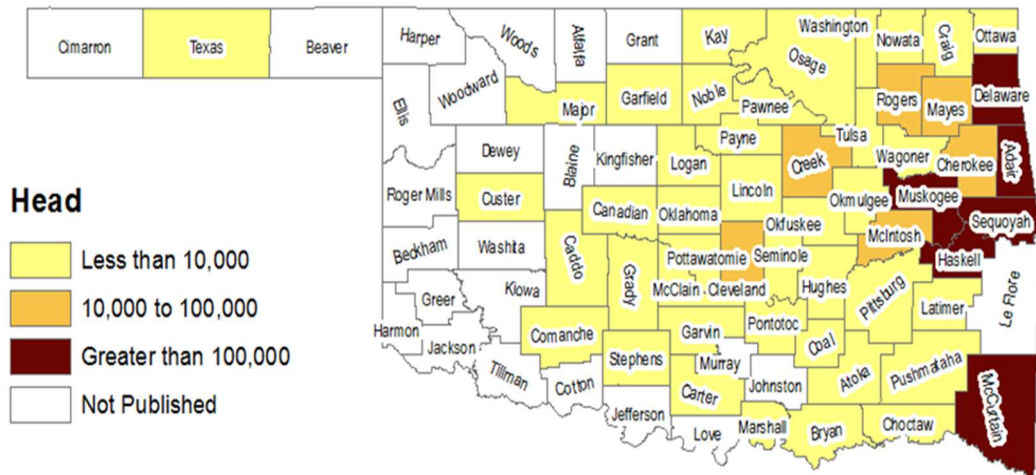 Cimarron
Texas
Beaver
Harper
Woods
Alfalfa
Grant
Kay
Washington
Nowata
Craig
Ottawa
Osage
Woodward
Ellis
Major
Garfield
Noble
Pawnee
Rogers
Mayes
Delaware
Dewey
Blaine
Kingfisher
Logan
Payne
Creek
Tulsa
Wagoner
Cherokee
Adair
Roger Mills
Custer
Canadian
Oklahoma
Lincoln
Okmulgee
Muskogee
Sequoyah
Beckham
Washita
Caddo
Grady
Pottawatomie
Okfuskee
Seminole
McIntosh
Haskell
Greer
Kiowa
McClain
Cleveland
Hughes
Pittsburg
Latimer
Le Flore
Harmon
Jackson
Comanche
Garvin
Pontotoc
Coal
Tillman
Cotton
Stephens
Murray
Carter
Johnston
Atoka
Pushmataha
McCurtain
Jefferson
Love
Marshall
Bryan
Choctaw
Head
Less than 10,000
10,000 to 100,000
Greater than 100,000
Not Published